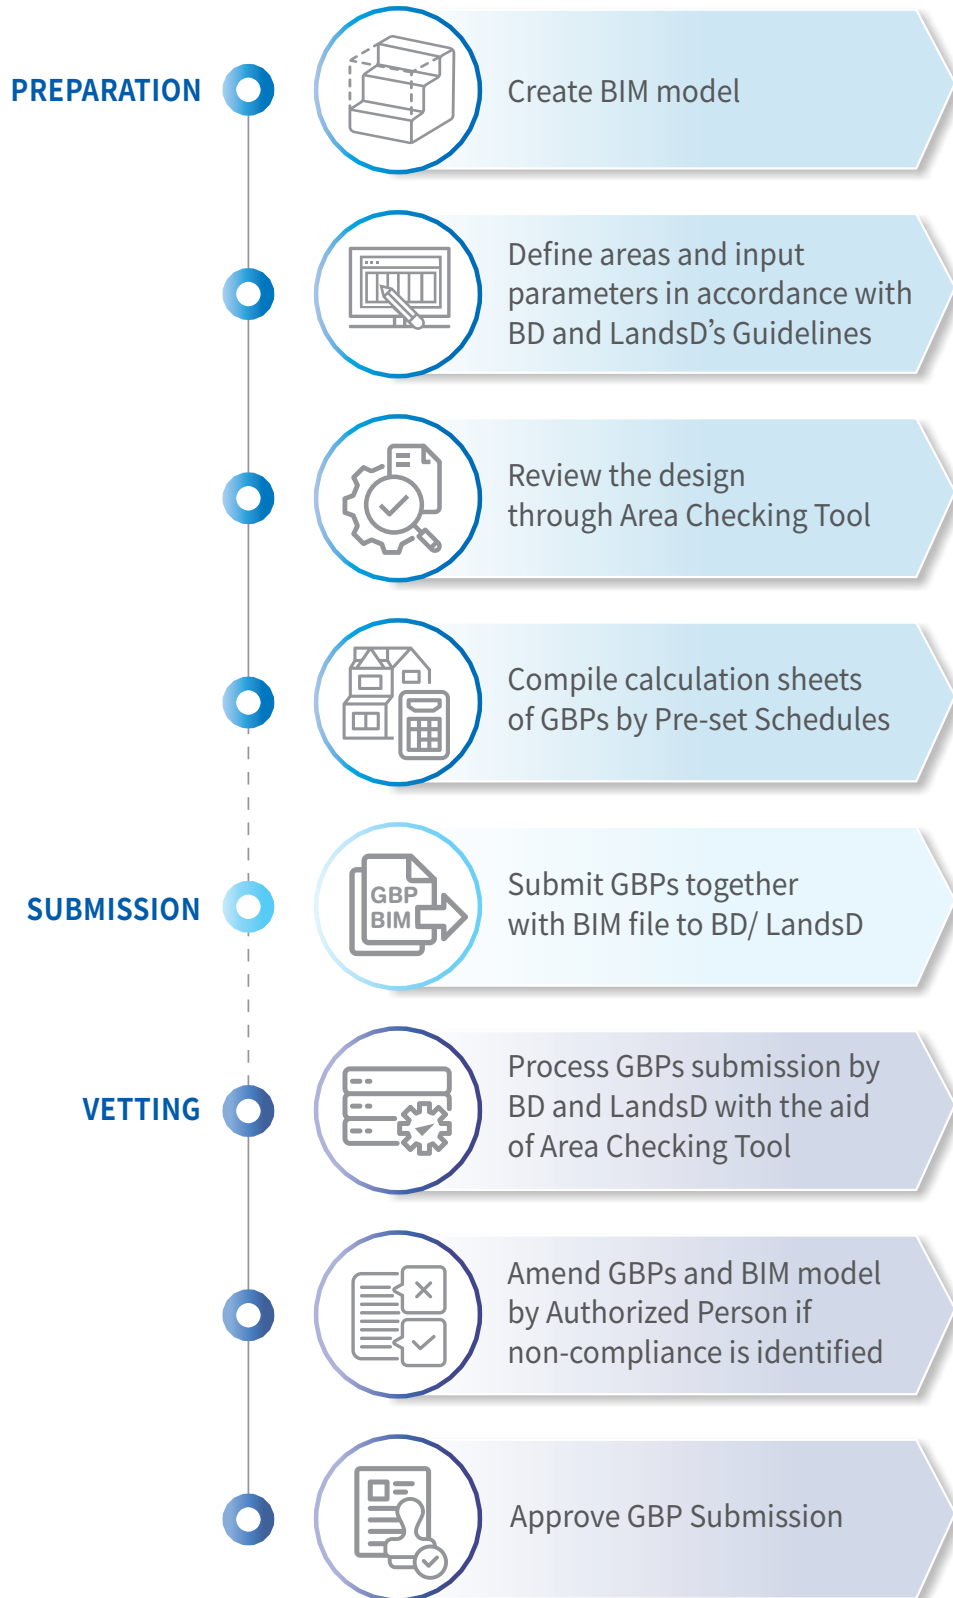 PREPARATION
Create BIM model
Define areas and input
parameters in accordance with
BD and LandsD’s Guidelines
Review the design
through Area Checking Tool
Compile calculation sheets
of GBPs by Pre-set Schedules
SUBMISSION
GBP
BIM
Submit GBPs together
with BIM file to BD/ LandsD
VETTING
Process GBPs submission by
BD and LandsD with the aid
of Area Checking Tool
Amend GBPs and BIM model
by Authorized Person if
non-compliance is identified
Approve GBP Submission